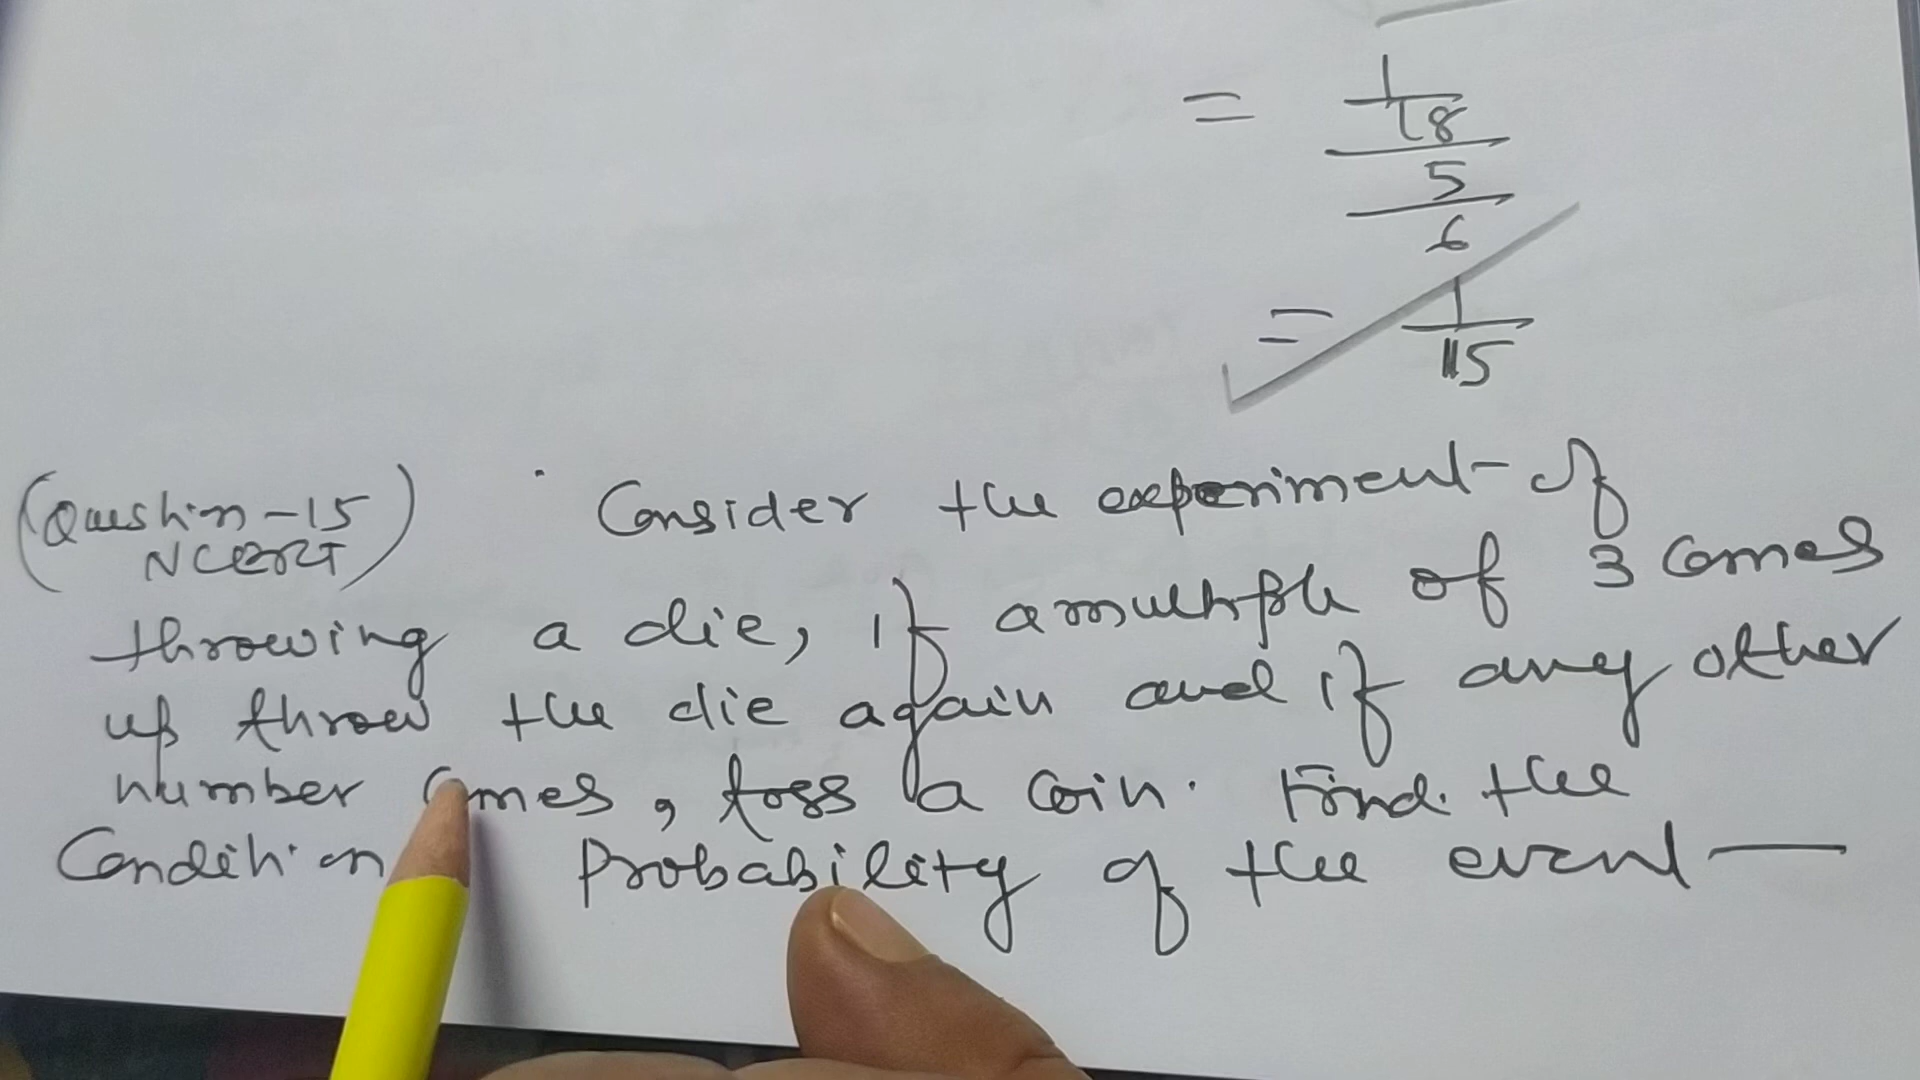 = 1/18
5/6
= 1/15
(Question-15 NCERT) Consider the experiment of
throwing a die, if a multiple of 3 comes
up throw the die again and if any other
number comes, toss a coin. Find the
Condition probability of the event —